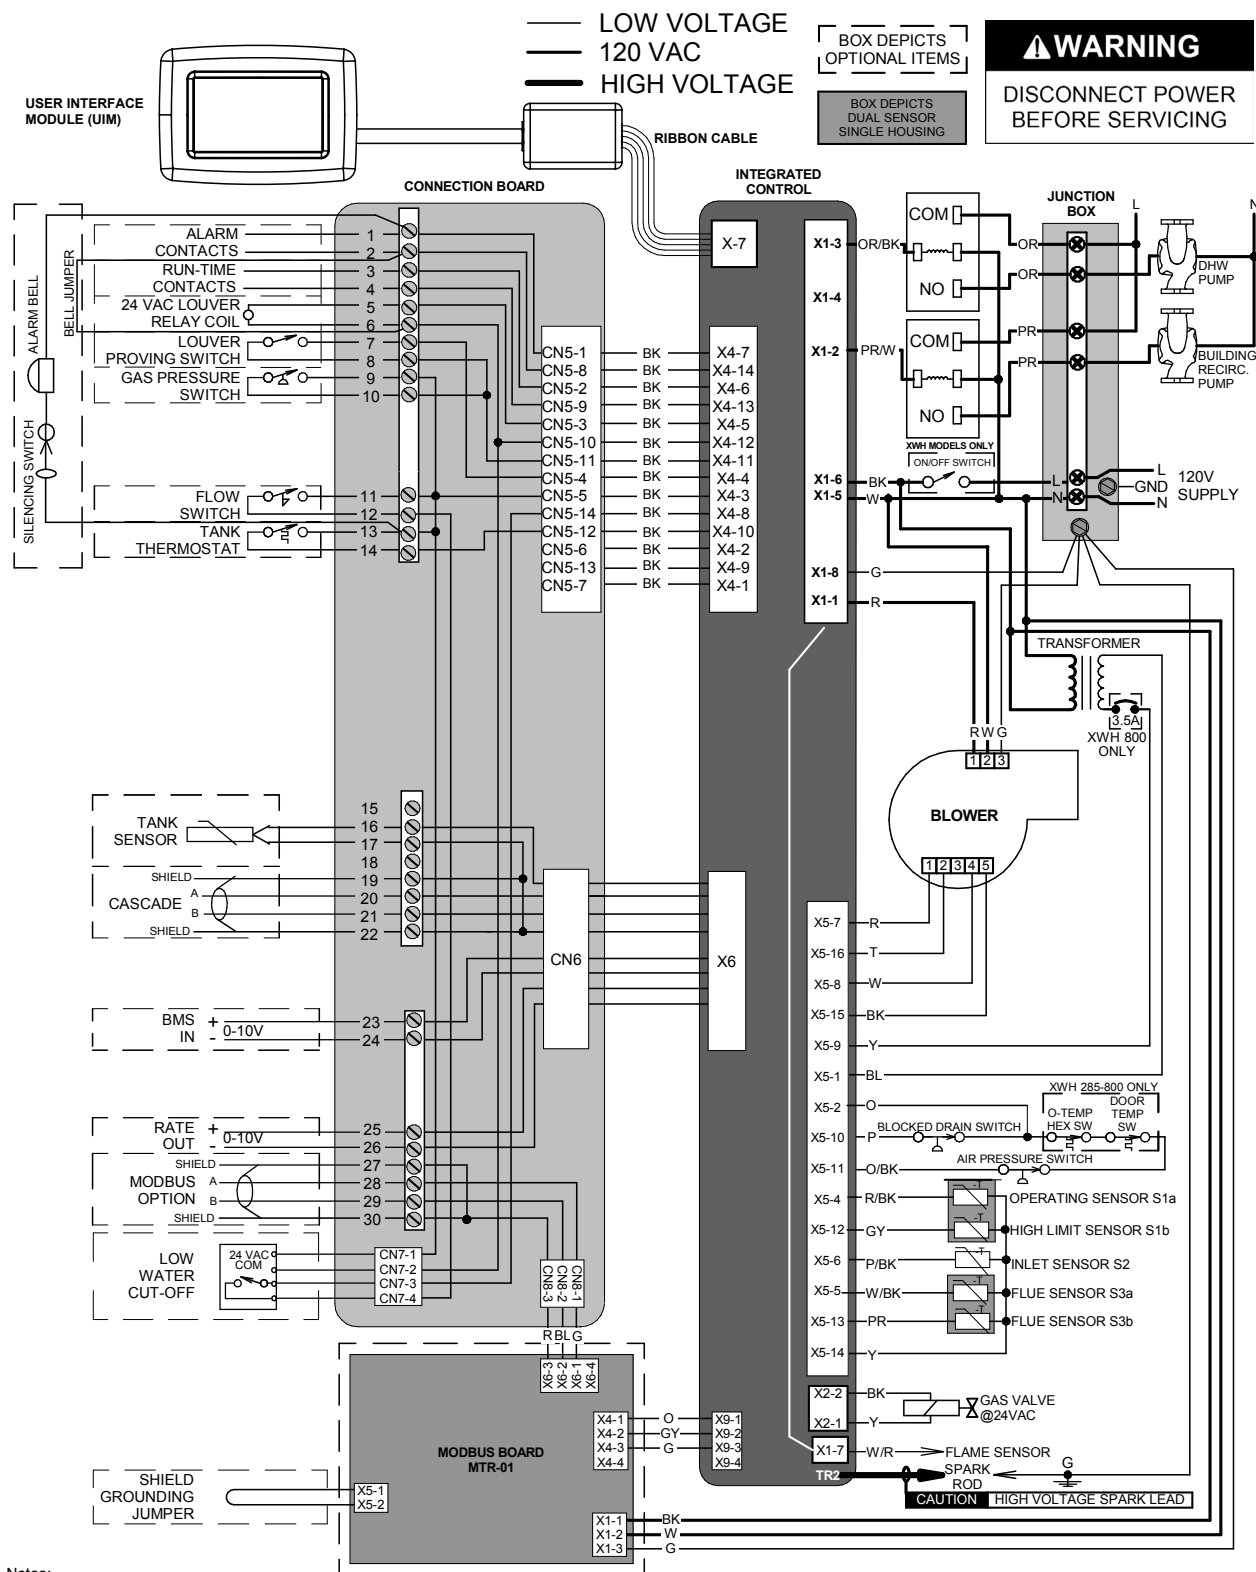 LOW VOLTAGE
120 VAC
HIGH VOLTAGE
BOX DEPICTS
OPTIONAL ITEMS
BOX DEPICTS
DUAL SENSOR
SINGLE HOUSING
WARNING
DISCONNECT POWER
BEFORE SERVICING
USER INTERFACE
MODULE (UIM)
RIBBON CABLE
CONNECTION BOARD
INTEGRATED
CONTROL
JUNCTION
BOX
L
N
ALARM BELL
BELL JUMPER
SILENCING SWITCH
ALARM 1
CONTACTS 2
RUN-TIME 3
CONTACTS 4
24 VAC LOUVER 5
RELAY COIL 6
LOUVER 7
PROVING SWITCH 8
GAS PRESSURE 9
SWITCH 10
FLOW 11
SWITCH 12
TANK 13
THERMOSTAT 14
CN5-1 BK X4-7
CN5-8 BK X4-14
CN5-2 BK X4-6
CN5-9 BK X4-13
CN5-3 BK X4-5
CN5-10 BK X4-12
CN5-11 BK X4-11
CN5-4 BK X4-4
CN5-5 BK X4-3
CN5-14 BK X4-8
CN5-12 BK X4-10
CN5-6 BK X4-2
CN5-13 BK X4-9
CN5-7 BK X4-1
X-7
X1-3 OR/BK
X1-4
X1-2 PR/W
X1-6 BK
X1-5 W
X1-8 G
X1-1 R
COM OR
NO OR
COM PR
NO PR
DHW
PUMP
BUILDING
RECIRC.
PUMP
XWH MODELS ONLY
ON/OFF SWITCH
L L
N GND
N
120V
SUPPLY
TRANSFORMER
3.5A
XWH 800
ONLY
R W G
1 2 3
BLOWER
1 2 3 4 5
15
TANK 16
SENSOR 17
18
SHIELD 19
CASCADE
A 20
B 21
SHIELD 22
CN6
X6
BMS + 23
IN - 24
0-10V
RATE + 25
OUT - 26
0-10V
SHIELD 27
MODBUS A 28
OPTION B 29
SHIELD 30
LOW
WATER
CUT-OFF
24 VAC
COM
CN7-1
CN7-2
CN7-3
CN7-4
CN8-3
CN8-2
CN8-1
R BL G
X6-3
X6-2
X6-1
X6-4
X5-7 R
X5-16 T
X5-8 W
X5-15 BK
X5-9 Y
X5-1 BL
X5-2 O
X5-10 P BLOCKED DRAIN SWITCH
XWH 285-800 ONLY
O-TEMP
HEX SW
DOOR
TEMP
SW
X5-11 O/BK AIR PRESSURE SWITCH
X5-4 R/BK -T OPERATING SENSOR S1a
X5-12 GY -T HIGH LIMIT SENSOR S1b
X5-6 P/BK -T INLET SENSOR S2
X5-5 W/BK -T FLUE SENSOR S3a
X5-13 PR -T FLUE SENSOR S3b
X5-14 Y
X2-2 BK
X2-1 Y
GAS VALVE
@24VAC
X1-7 W/R FLAME SENSOR
TR2 SPARK
ROD
G
CAUTION HIGH VOLTAGE SPARK LEAD
MODBUS BOARD
MTR-01
X4-1 O X9-1
X4-2 GY X9-2
X4-3 G X9-3
X4-4 X9-4
SHIELD
GROUNDING
JUMPER
X5-1
X5-2
X1-1 BK
X1-2 W
X1-3 G